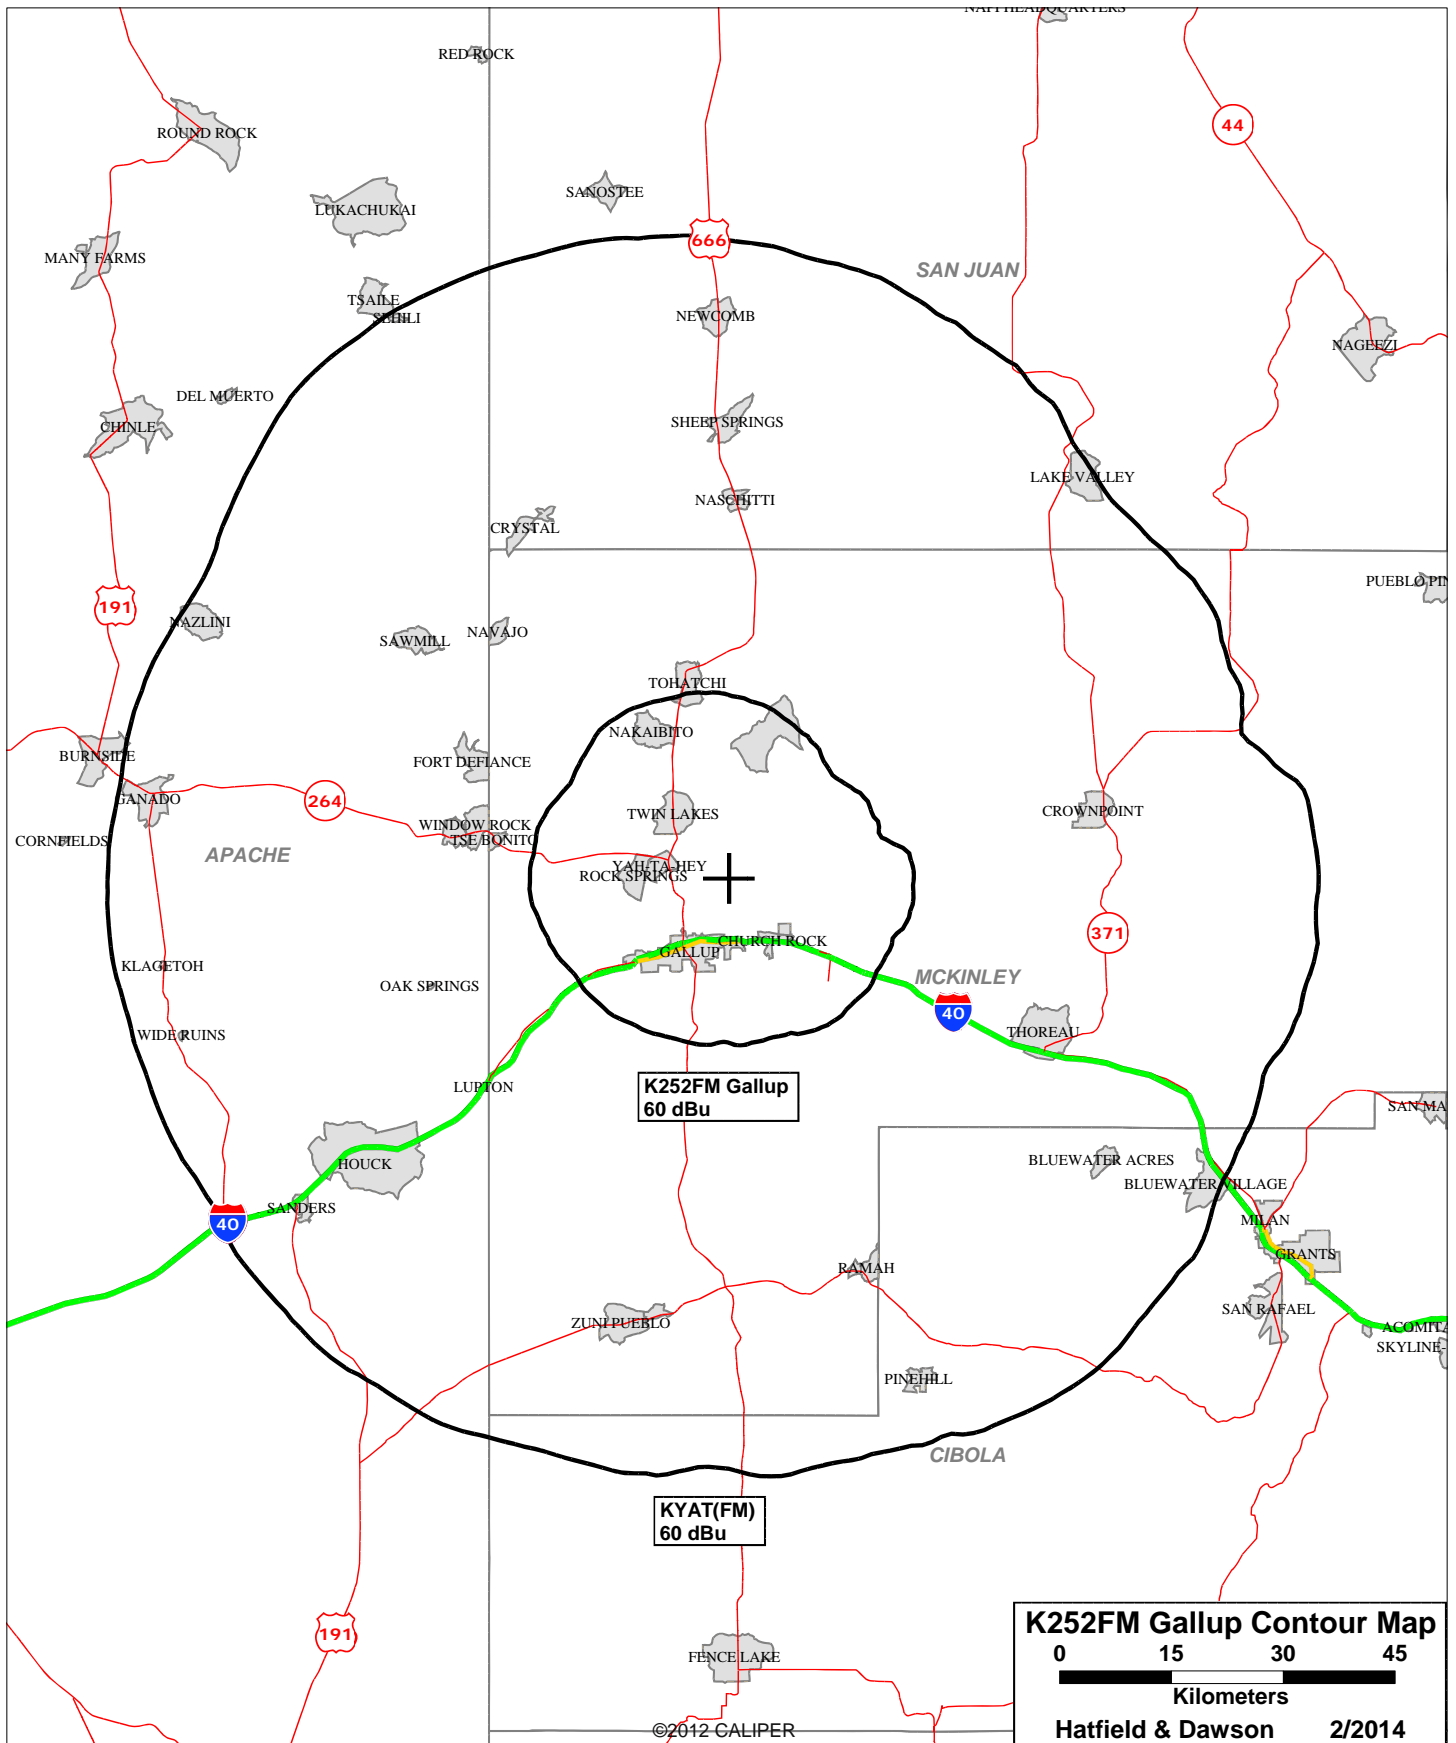 NAPI HEADQUARTERS
RED ROCK
44
ROUND ROCK
SANOSTEE
LUKACHUKAI
666
MANY FARMS
SAN JUAN
TSAILE
NEWCOMB
NAGEEZI
DEL MUERTO
CHINLE
SHEEP SPRINGS
LAKE VALLEY
NASCHITTI
CRYSTAL
PUEBLO PIN
191
NAZLINI
SAWMILL
NAVAJO
TOHATCHI
NAKAIBITO
BURNSIDE
FORT DEFIANCE
GANADO
264
CROWNPOINT
TWIN LAKES
WINDOW ROCK
TSE BONITO
CORNFIELDS
APACHE
YAH-TA-HEY
ROCK SPRINGS
371
CHURCH ROCK
GALLUP
KLAGETOH
MCKINLEY
OAK SPRINGS
40
WIDE RUINS
THOREAU
LUPTON
K252FM Gallup
60 dBu
SAN MA
HOUCK
BLUEWATER ACRES
BLUEWATER VILLAGE
SANDERS
40
MILAN
GRANTS
RAMAH
SAN RAFAEL
ZUNI PUEBLO
ACOMITA
SKYLINE-
PINEHILL
CIBOLA
KYAT(FM)
60 dBu
191
FENCE LAKE
©2012 CALIPER
K252FM Gallup Contour Map
0 15 30 45
Kilometers
Hatfield & Dawson 2/2014